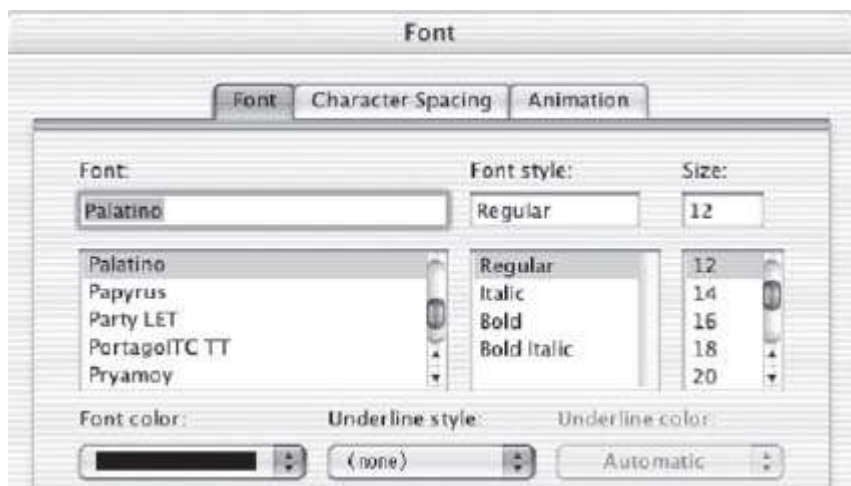 Font
Font Character Spacing Animation
Font: Font style: Size:
Palatino Regular 12
Palatino Regular 12
Papyrus Italic 14
Party LET Bold 16
PortagoITC TT Bold Italic 18
Pryamoy 20
Font color: Underline style: Underline color:
(none) Automatic